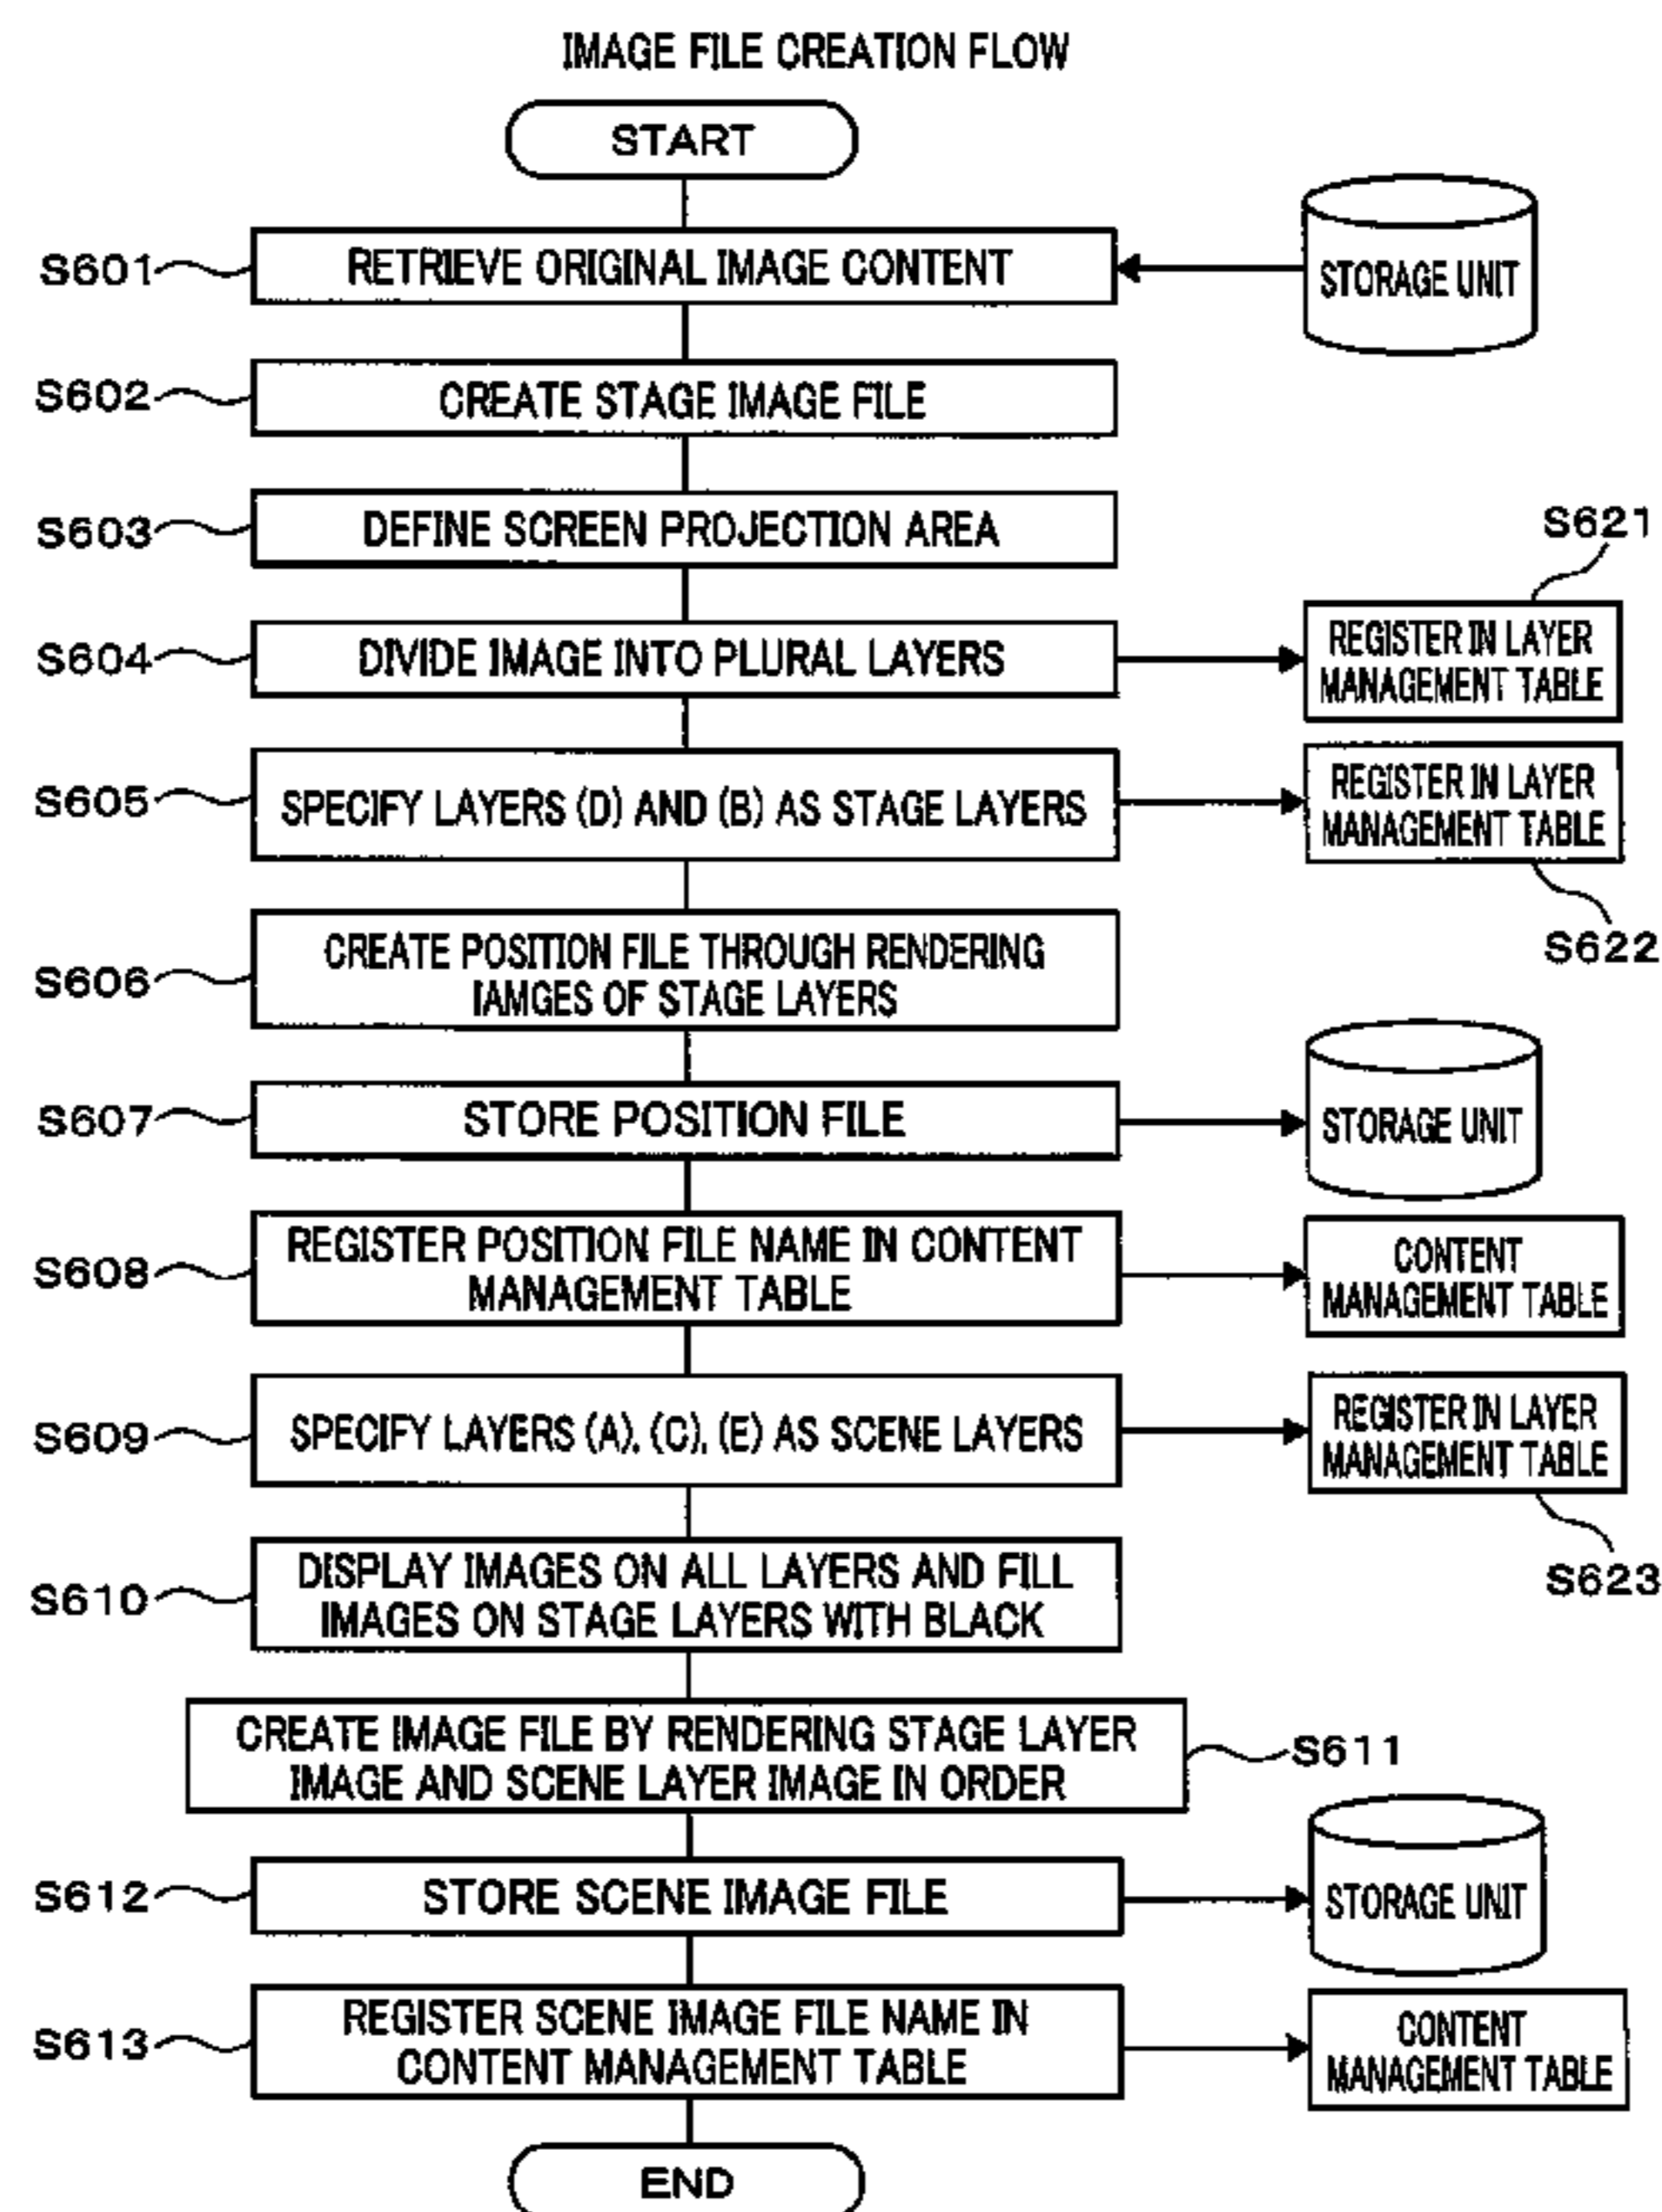 IMAGE FILE CREATION FLOW
START
S601
RETRIEVE ORIGINAL IMAGE CONTENT
STORAGE UNIT
S602
CREATE STAGE IMAGE FILE
S603
DEFINE SCREEN PROJECTION AREA
S621
S604
DIVIDE IMAGE INTO PLURAL LAYERS
REGISTER IN LAYER
MANAGEMENT TABLE
S605
SPECIFY LAYERS (D) AND (B) AS STAGE LAYERS
REGISTER IN LAYER
MANAGEMENT TABLE
S622
S606
CREATE POSITION FILE THROUGH RENDERING
IAMGES OF STAGE LAYERS
S607
STORE POSITION FILE
STORAGE UNIT
S608
REGISTER POSITION FILE NAME IN CONTENT
MANAGEMENT TABLE
CONTENT
MANAGEMENT TABLE
S609
SPECIFY LAYERS (A), (C), (E) AS SCENE LAYERS
REGISTER IN LAYER
MANAGEMENT TABLE
S623
S610
DISPLAY IMAGES ON ALL LAYERS AND FILL
IMAGES ON STAGE LAYERS WITH BLACK
CREATE IMAGE FILE BY RENDERING STAGE LAYER
IMAGE AND SCENE LAYER IMAGE IN ORDER
S611
S612
STORE SCENE IMAGE FILE
STORAGE UNIT
S613
REGISTER SCENE IMAGE FILE NAME IN
CONTENT MANAGEMENT TABLE
CONTENT
MANAGEMENT TABLE
END